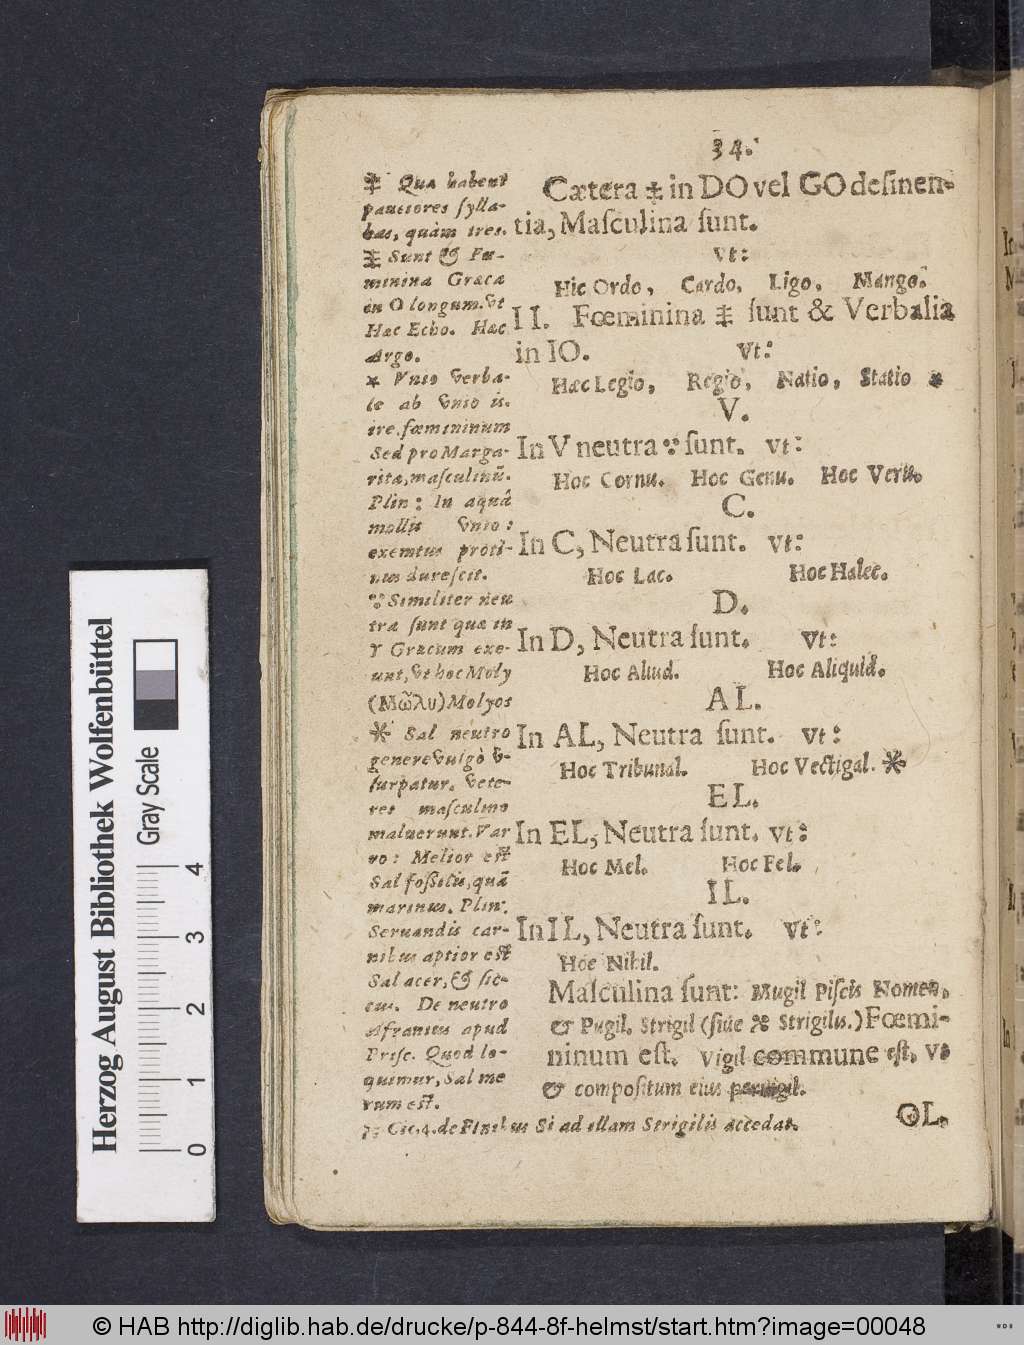 34.
‡ Qua habent
pauciores sylla-
bas, quàm tres.
‡ Sunt & Fœ-
minina Græca
in O longum. vt
Hac Echo. Hac
Argo.
* Vnio verba-
le ab vnio is.
ire. fœmininum
Sed pro Marga-
rita, masculinũ.
Plin: In aquâ
mollis vnio:
exemtus proti-
nus durescit.
Similiter neu
tra sunt quæ in
Y Græcum exe-
unt, vt hoc Moly
(Μῶλυ) Molyos
* Sal neutro
genere vulgò v-
surpatur. vete-
res masculino
maluerunt. Var
ro: Melior est
Sal fossilis, quã
marinus. Plin:
Seruandis car-
nibus aptior est
Sal acer, & sic-
cus. De neutro
Afranius apud
Prisc. Quod lo-
quimur, Sal me
rum est.
Cic. 4. de Finibus Si ad illam Strigilis accedat.
Cætera ‡ in DO vel GO desinen-
tia, Masculina sunt.
vt:
Hic Ordo, Cardo, Ligo, Mango.
II. Fœminina ‡ sunt & Verbalia
in IO. Vt:
Hæc Legio, Regio, Natio, Statio *
V.
In V neutra sunt. vt:
Hoc Cornu. Hoc Genu. Hoc Veru.
C.
In C, Neutra sunt. vt:
Hoc Lac. Hoc Halec.
D.
In D, Neutra sunt. Vt:
Hoc Aliud. Hoc Aliquid.
AL.
In AL, Neutra sunt. Vt:
Hoc Tribunal. Hoc Vectigal. *
EL.
In EL, Neutra sunt. vt:
Hoc Mel. Hoc Fel.
IL.
In IL, Neutra sunt. Vt:
Hoc Nihil.
Masculina sunt: Mugil Piscis Nomen,
& Pugil. Strigil (siue Strigilis.) Fœmi-
ninum est. Vigil commune est, v.
& compositum eius pervigil.
OL.
Herzog August Bibliothek Wolfenbüttel
Gray Scale
0 1 2 3 4
© HAB http://diglib.hab.de/drucke/p-844-8f-helmst/start.htm?image=00048